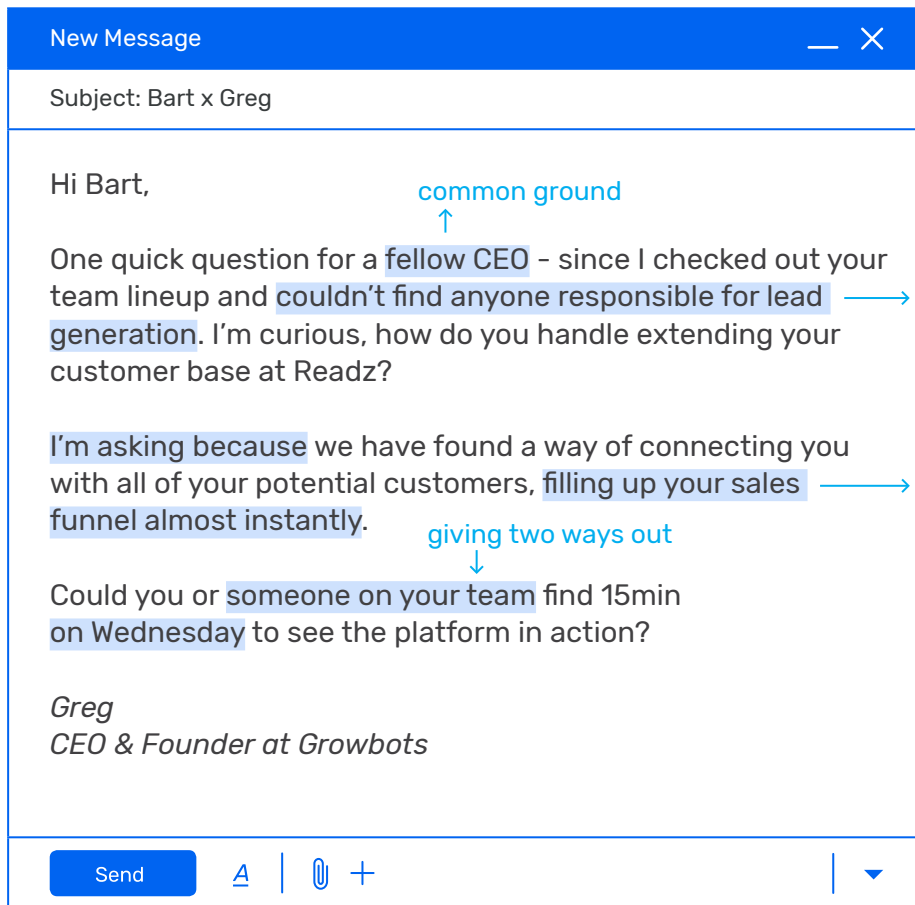 New Message
Subject: Bart x Greg
Hi Bart,
common ground
One quick question for a fellow CEO - since I checked out your
team lineup and couldn’t find anyone responsible for lead
generation. I’m curious, how do you handle extending your
customer base at Readz?
I’m asking because we have found a way of connecting you
with all of your potential customers, filling up your sales
funnel almost instantly.
giving two ways out
Could you or someone on your team find 15min
on Wednesday to see the platform in action?
Greg
CEO & Founder at Growbots
Send
A